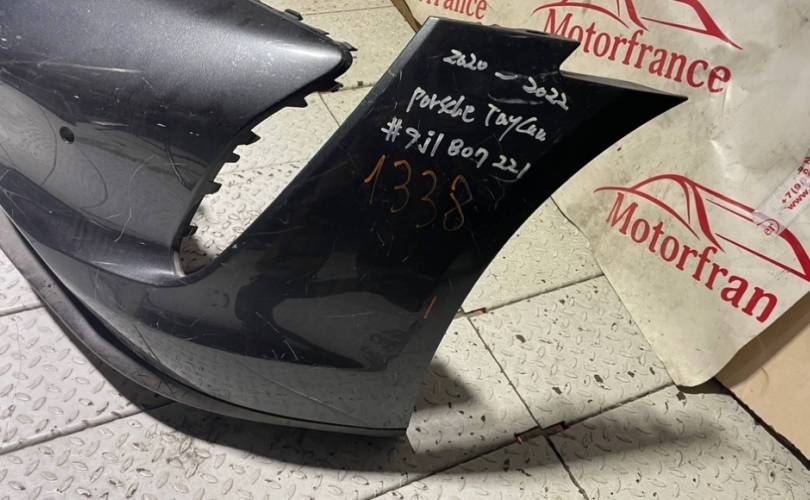 2020 - 2022
Porsche Taycan
#9j1 807 221
1338
Motorfrance
Motorfrance
Motorfran